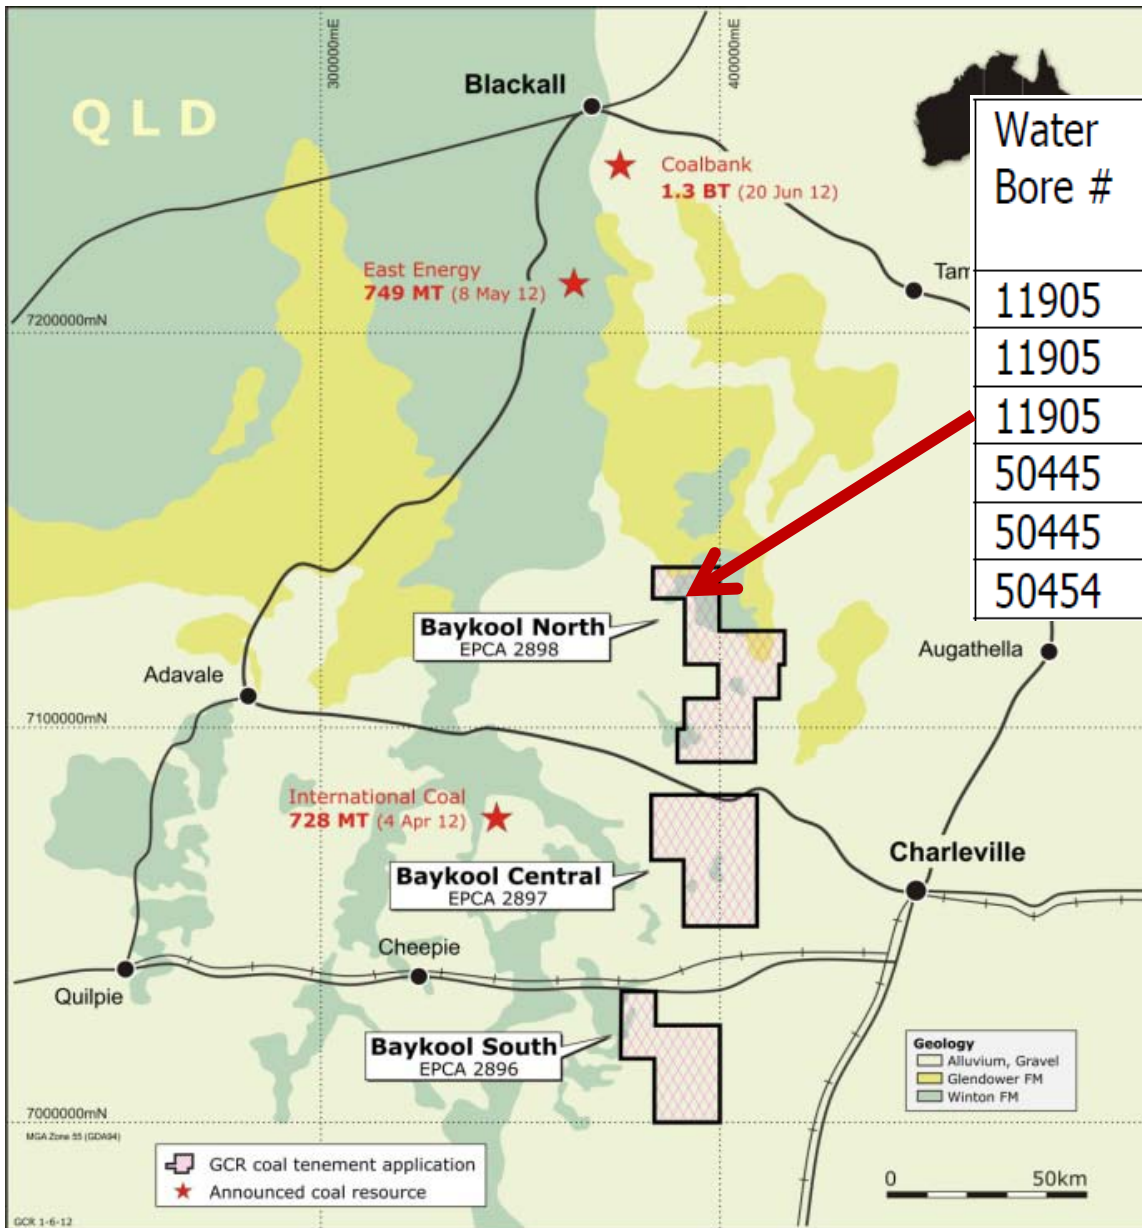 300000mE
400000mE
Blackall
QLD
Coalbank
1.3 BT (20 Jun 12)
Water
Bore #
East Energy
749 MT (8 May 12)
Tam
11905
7200000mN
11905
11905
50445
50445
50454
Baykool North
EPCA 2898
Augathella
Adavale
7100000mN
International Coal
728 MT (4 Apr 12)
Charleville
Baykool Central
EPCA 2897
Cheepie
Quilpie
Baykool South
EPCA 2896
Geology
Alluvium, Gravel
Glendower FM
Winton FM
7000000mN
MGA Zone 55 (GDA94)
GCR coal tenement application
Announced coal resource
0 50km
GCR 1-6-12